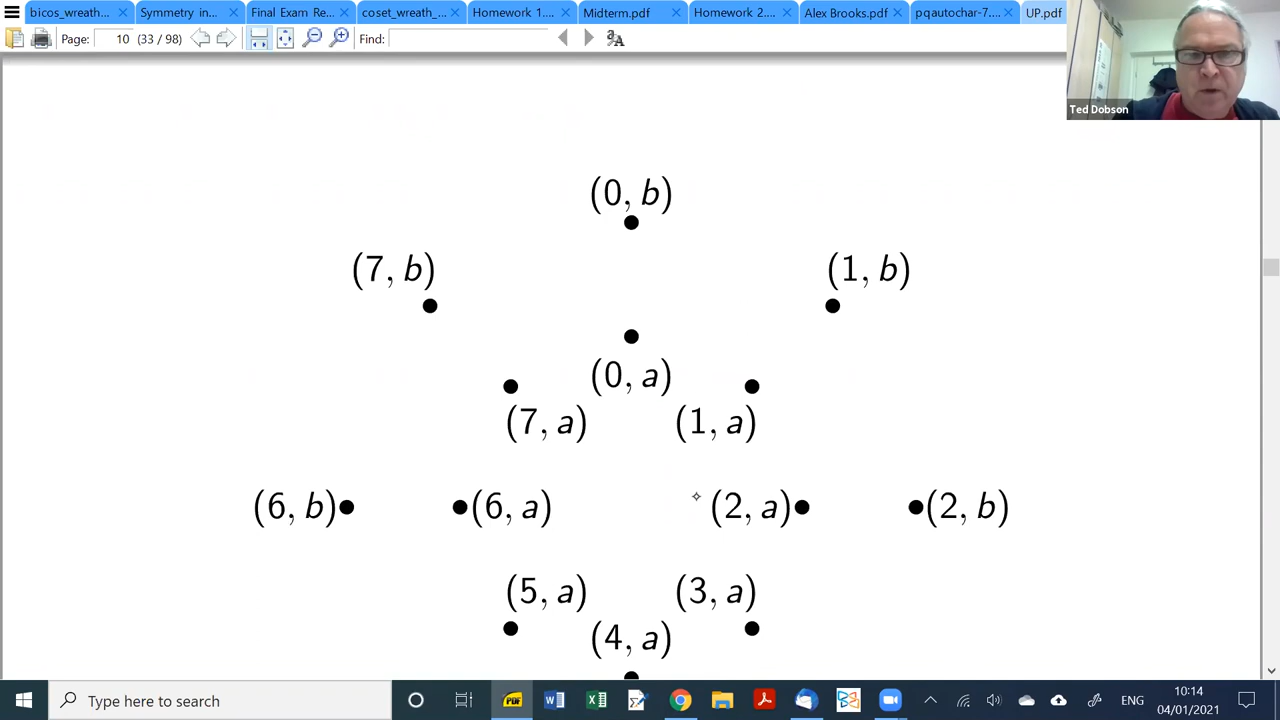 bicos_wreath... Symmetry in... Final Exam Re... coset_wreath_... Homework 1.... Midterm.pdf Homework 2.... Alex Brooks.pdf pqautochar-7.... UP.pdf
Page: 10 (33 / 98) Find:
Ted Dobson
(0, b)
(7, b) (1, b)
(0, a)
(7, a) (1, a)
(6, b) (6, a) (2, a) (2, b)
(5, a) (3, a)
(4, a)
Type here to search ENG 10:14
04/01/2021